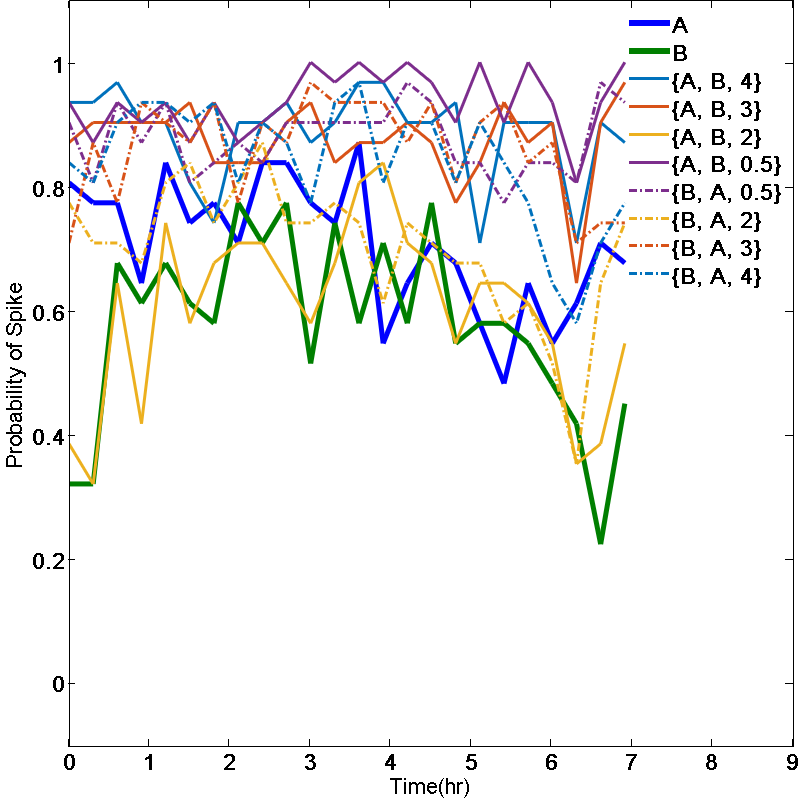 A
B
{A, B, 4}
{A, B, 3}
{A, B, 2}
{A, B, 0.5}
{B, A, 0.5}
{B, A, 2}
{B, A, 3}
{B, A, 4}
1
0.8
0.6
0.4
0.2
0
Probability of Spike
0 1 2 3 4 5 6 7 8 9
Time(hr)